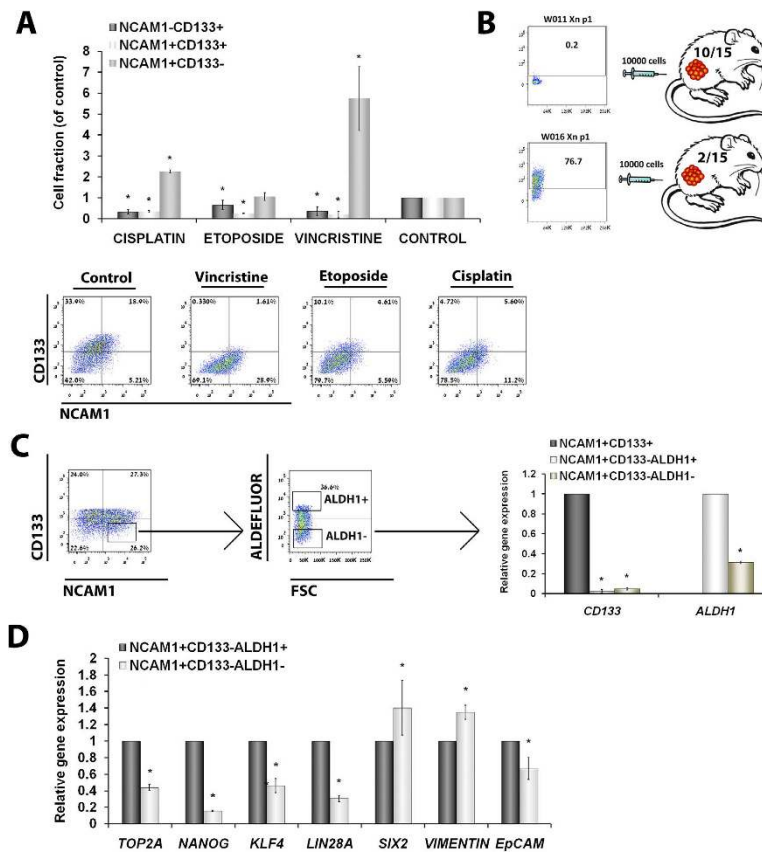 A
NCAM1-CD133+
NCAM1+CD133+
NCAM1+CD133-
Cell fraction (of control)
8
7
6
5
4
3
2
1
0
* * *
* *
* * *
CISPLATIN ETOPOSIDE VINCRISTINE CONTROL
B
W011 Xn p1
0.2
10000 cells
10/15
W016 Xn p1
76.7
10000 cells
2/15
Control Vincristine Etoposide Cisplatin
CD133
33.9% 18.9%
42.0% 5.21%
0.330% 1.61%
69.1% 28.9%
10.1% 4.61%
79.7% 5.59%
4.72% 5.60%
78.5% 11.2%
NCAM1
C
CD133
24.0% 27.3%
22.6% 26.2%
NCAM1
ALDEFLUOR
ALDH1+
ALDH1-
FSC
NCAM1+CD133+
NCAM1+CD133-ALDH1+
NCAM1+CD133-ALDH1-
Relative gene expression
1.2
1
0.8
0.6
0.4
0.2
0
* * *
CD133 ALDH1
D
NCAM1+CD133-ALDH1+
NCAM1+CD133-ALDH1-
Relative gene expression
2
1.8
1.6
1.4
1.2
1
0.8
0.6
0.4
0.2
0
* * * * * * *
TOP2A NANOG KLF4 LIN28A SIX2 VIMENTIN EpCAM